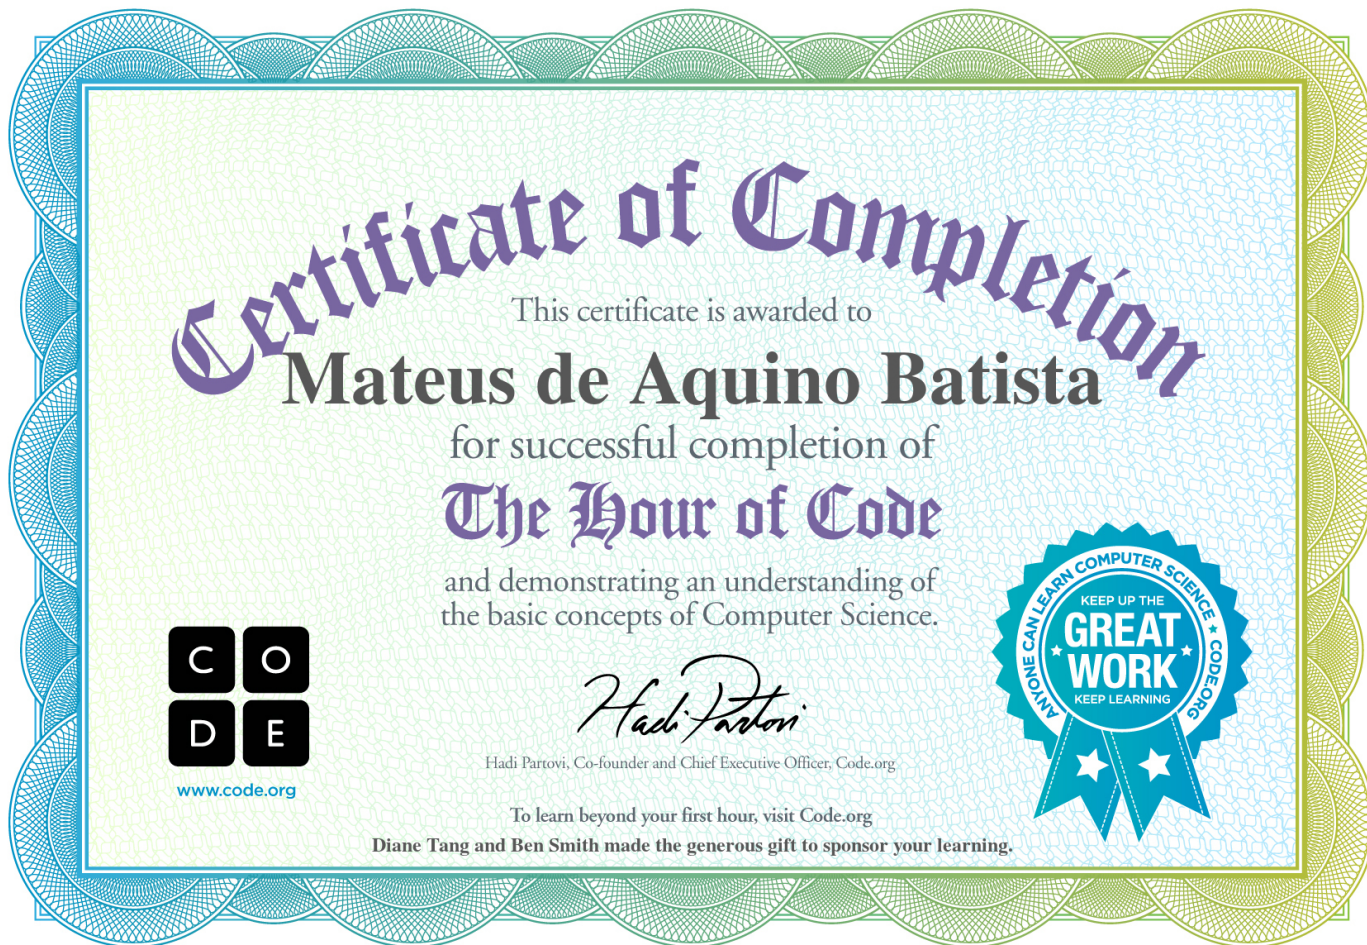 Certificate of Completion
This certificate is awarded to
Mateus de Aquino Batista
for successful completion of
The Hour of Code
and demonstrating an understanding of
the basic concepts of Computer Science.
C O
D E
www.code.org
Hadi Partovi
Hadi Partovi, Co-founder and Chief Executive Officer, Code.org
To learn beyond your first hour, visit Code.org
Diane Tang and Ben Smith made the generous gift to sponsor your learning.
ANYONE CAN LEARN COMPUTER SCIENCE ★ CODE.ORG
KEEP UP THE
GREAT
WORK
KEEP LEARNING